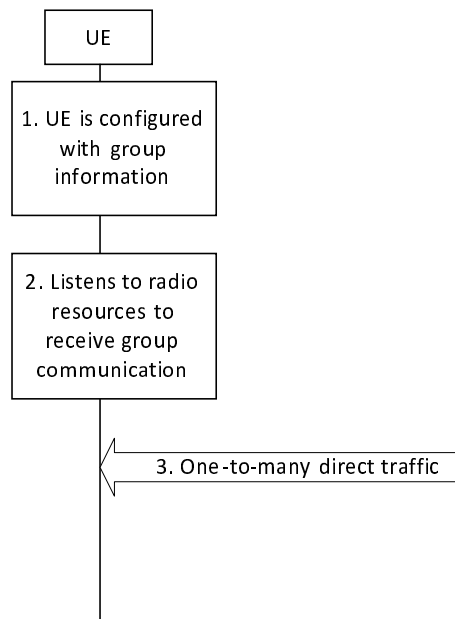 UE
1. UE is configured
with group
information
2. Listens to radio
resources to
receive group
communication
3. One-to-many direct traffic